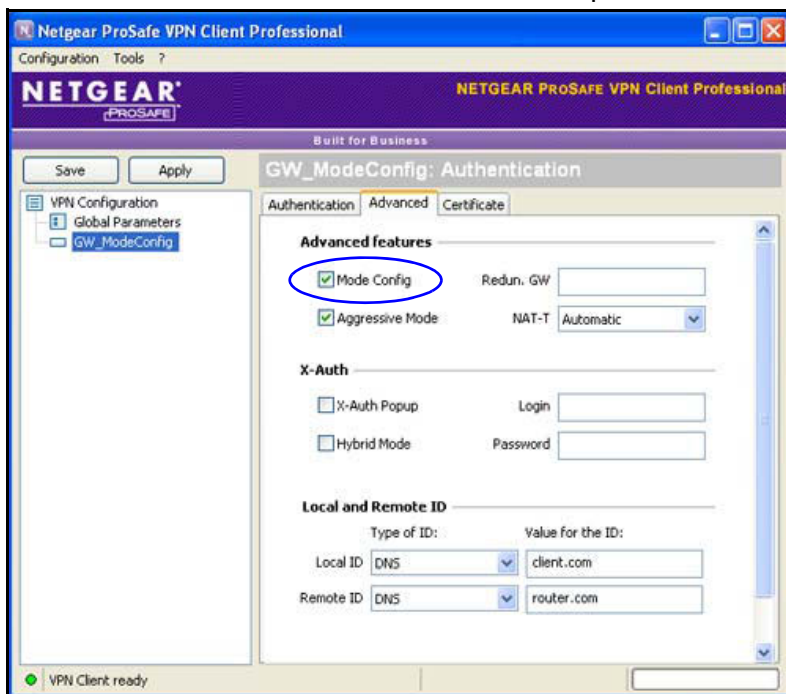 Netgear ProSafe VPN Client Professional
Configuration Tools ?
NETGEAR®
PROSAFE
NETGEAR PROSAFE VPN Client Professional
Built for Business
Save Apply
GW_ModeConfig: Authentication
VPN Configuration
Global Parameters
GW_ModeConfig
Authentication Advanced Certificate
Advanced features
Mode Config Redun. GW
Aggressive Mode NAT-T Automatic
X-Auth
X-Auth Popup Login
Hybrid Mode Password
Local and Remote ID
Type of ID: Value for the ID:
Local ID DNS client.com
Remote ID DNS router.com
VPN Client ready